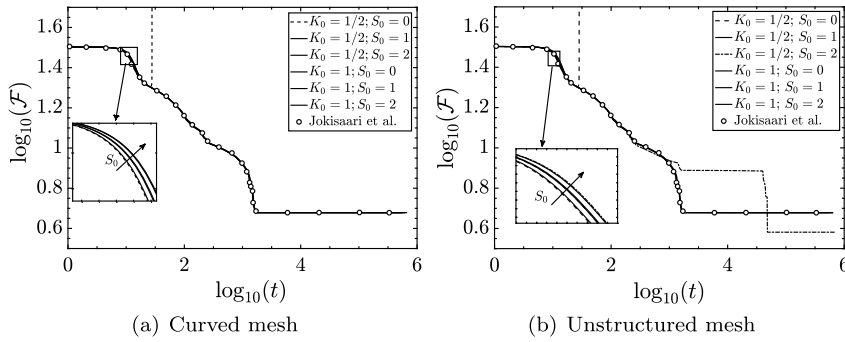 1.6
1.4
1.2
1
0.8
0.6
log₁₀(𝓕)
0
2
4
6
log₁₀(t)
K₀ = 1/2; S₀ = 0
K₀ = 1/2; S₀ = 1
K₀ = 1/2; S₀ = 2
K₀ = 1; S₀ = 0
K₀ = 1; S₀ = 1
K₀ = 1; S₀ = 2
Jokisaari et al.
S₀
(a) Curved mesh
1.6
1.4
1.2
1
0.8
0.6
log₁₀(𝓕)
0
2
4
6
log₁₀(t)
K₀ = 1/2; S₀ = 0
K₀ = 1/2; S₀ = 1
K₀ = 1/2; S₀ = 2
K₀ = 1; S₀ = 0
K₀ = 1; S₀ = 1
K₀ = 1; S₀ = 2
Jokisaari et al.
S₀
(b) Unstructured mesh